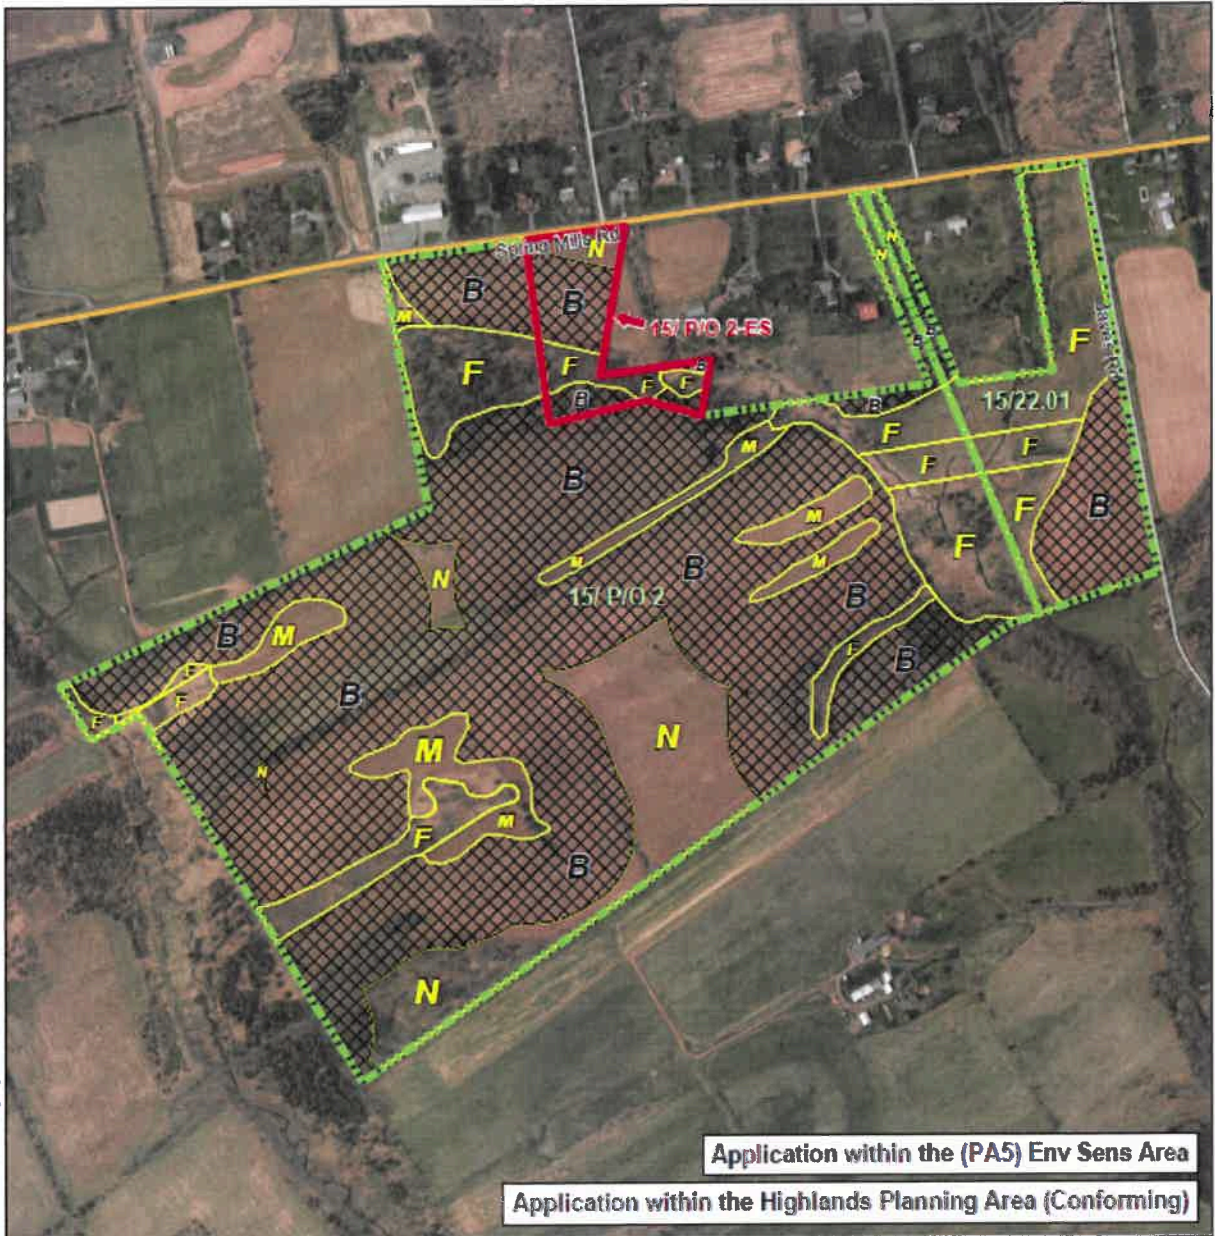 Spring Mills Rd
N
B
B
M
15/ P/O 2-ES
F
F
B
F
F
B
N
N
B
B
F
15/22.01
B
F
F
F
M
F
F
F
B
B
B
M
M
M
15/ P/O 2
B
N
B
M
F
B
F
F
F
B
B
N
N
M
M
F
B
N
Application within the (PA5) Env Sens Area
Application within the Highlands Planning Area (Conforming)